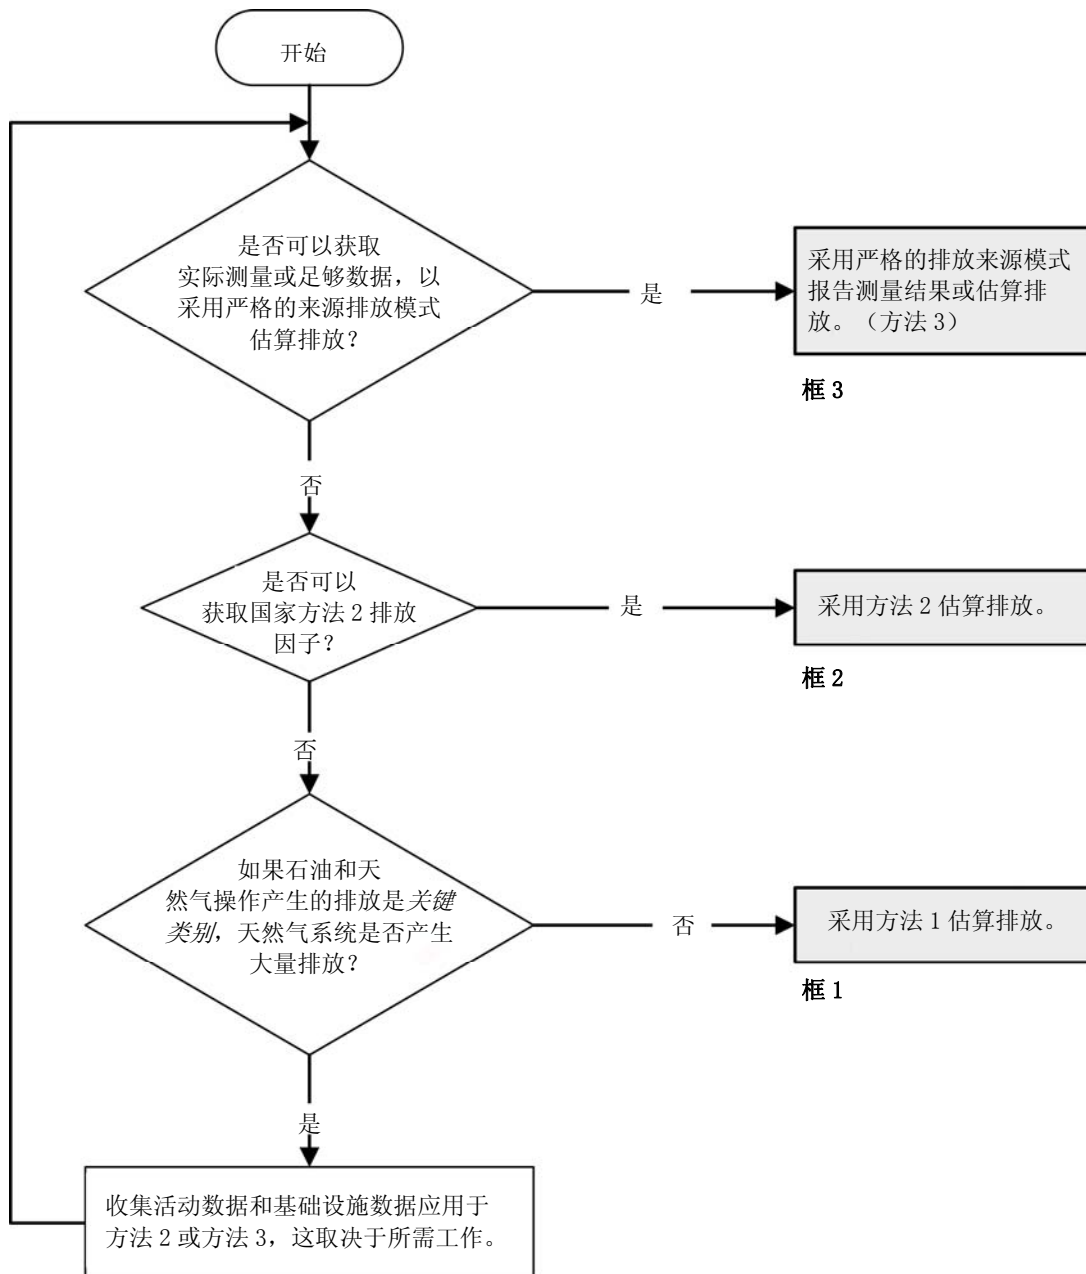 开始
是否可以获取
实际测量或足够数据，以
采用严格的来源排放模式
估算排放？
是
采用严格的排放来源模式
报告测量结果或估算排
放。（方法 3）
框 3
否
是否可以
获取国家方法 2 排放
因子？
是
采用方法 2 估算排放。
框 2
否
如果石油和天
然气操作产生的排放是关键
类别，天然气系统是否产生
大量排放？
否
采用方法 1 估算排放。
框 1
是
收集活动数据和基础设施数据应用于
方法 2 或方法 3，这取决于所需工作。